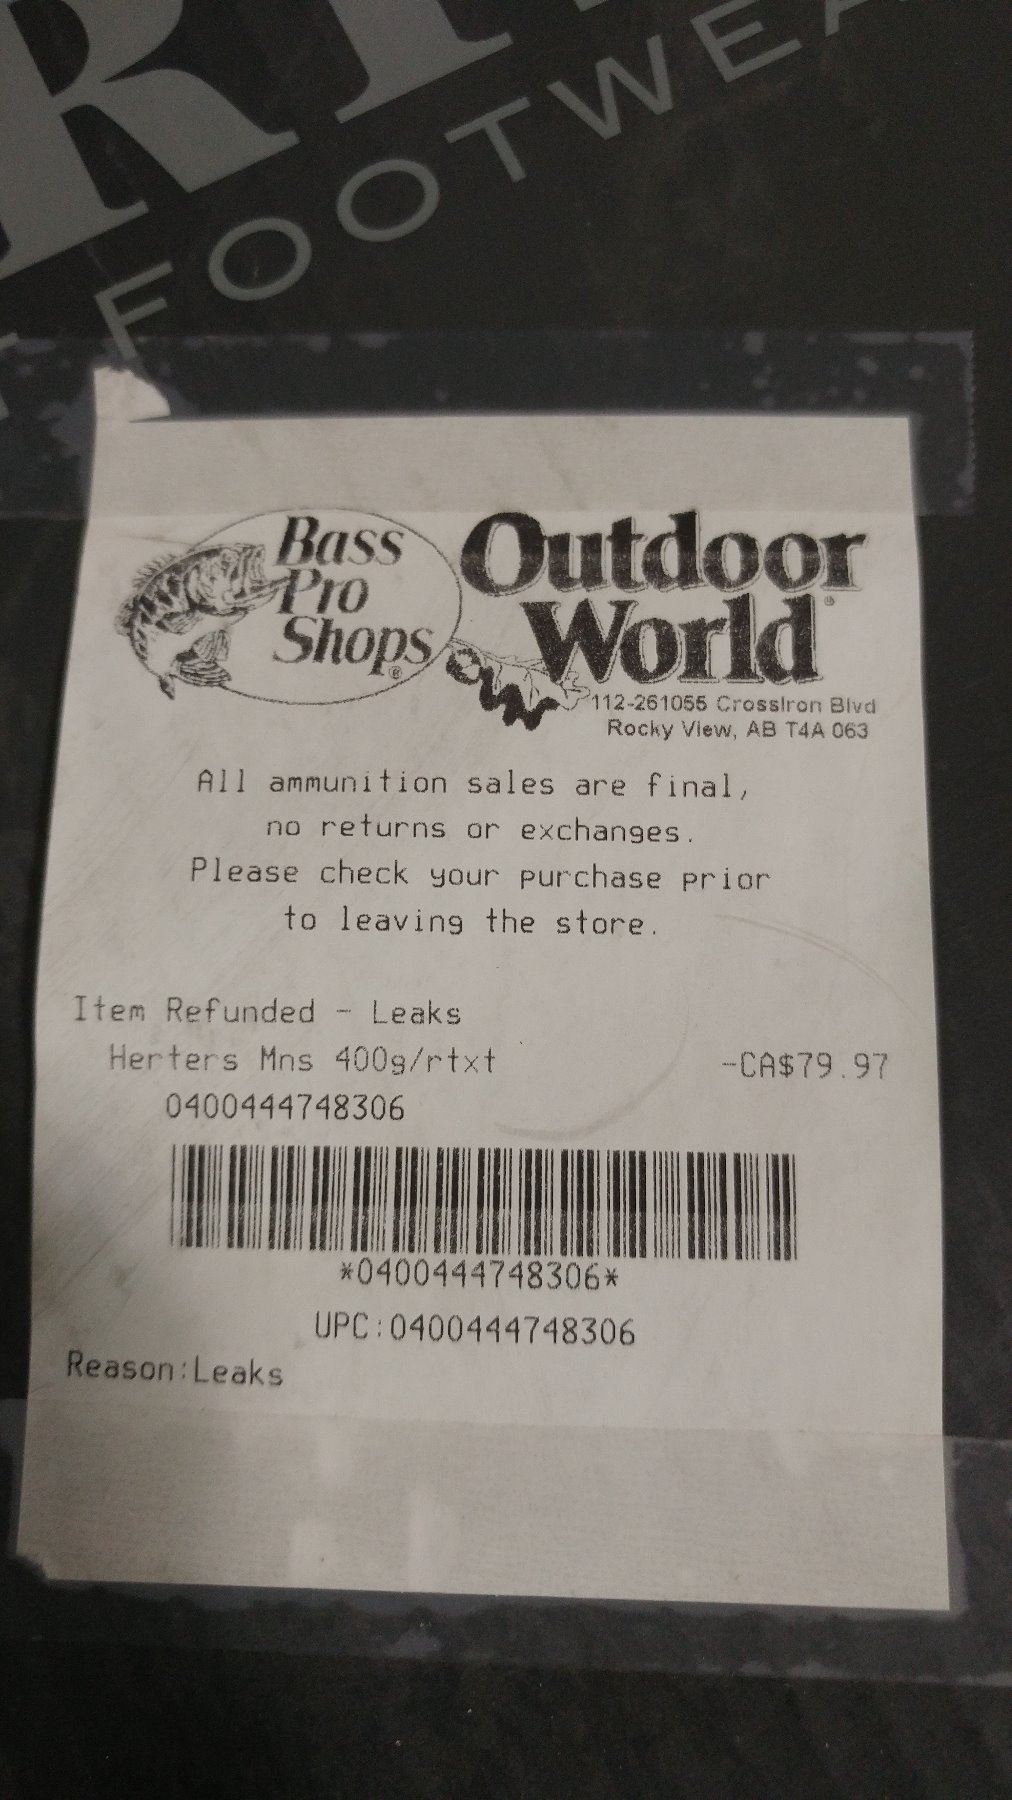 FOOTWEA
Bass
Pro
Shops®
Outdoor
World®
112-261055 CrossIron Blvd
Rocky View, AB T4A 063
All ammunition sales are final,
no returns or exchanges.
Please check your purchase prior
to leaving the store.
Item Refunded - Leaks
Herters Mns 400g/rtxt -CA$79.97
0400444748306
*0400444748306*
UPC:0400444748306
Reason:Leaks